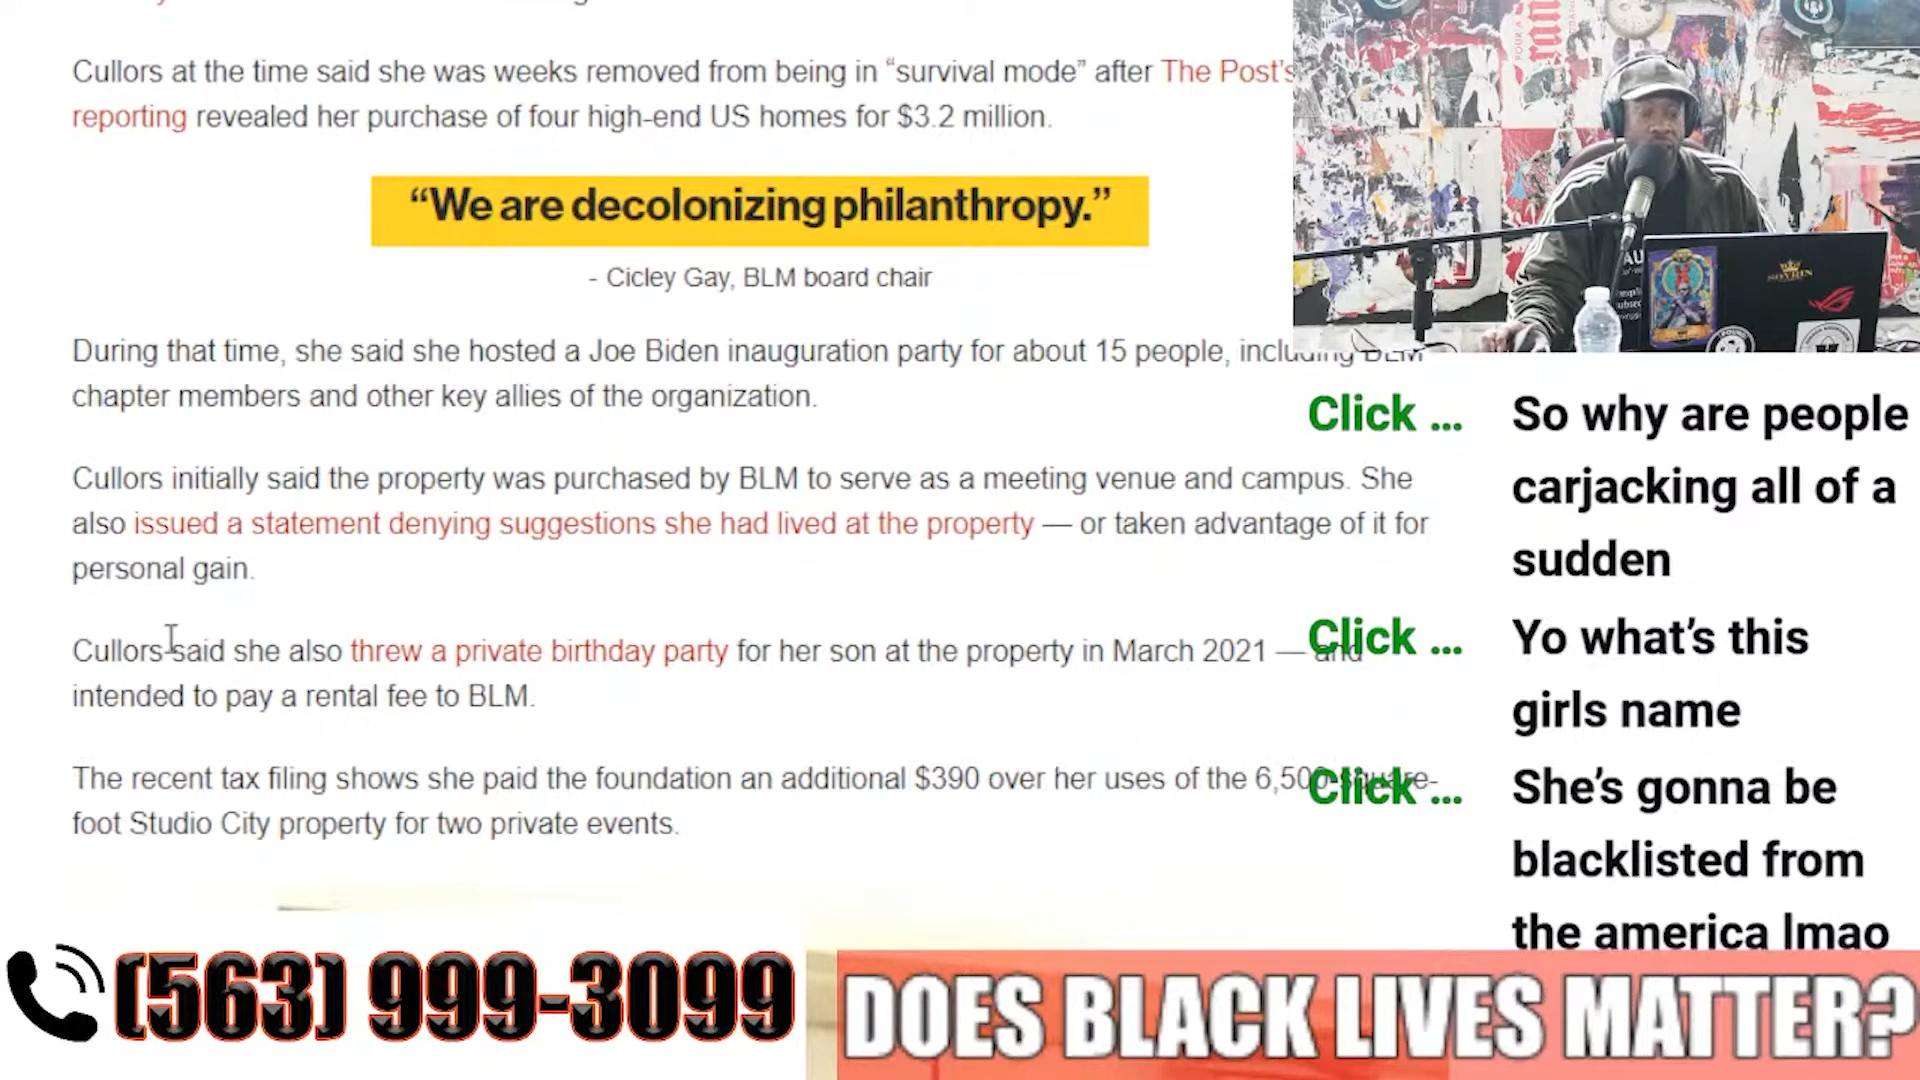 Cullors at the time said she was weeks removed from being in “survival mode” after The Post’s
reporting revealed her purchase of four high-end US homes for $3.2 million.
“We are decolonizing philanthropy.”
- Cicley Gay, BLM board chair
During that time, she said she hosted a Joe Biden inauguration party for about 15 people, including BLM
chapter members and other key allies of the organization.
Cullors initially said the property was purchased by BLM to serve as a meeting venue and campus. She
also issued a statement denying suggestions she had lived at the property — or taken advantage of it for
personal gain.
Cullors said she also threw a private birthday party for her son at the property in March 2021 — and
intended to pay a rental fee to BLM.
The recent tax filing shows she paid the foundation an additional $390 over her uses of the 6,500-square-
foot Studio City property for two private events.
Click ... So why are people
carjacking all of a
sudden
Click ... Yo what’s this
girls name
Click ... She’s gonna be
blacklisted from
the america lmao
(563) 999-3099
DOES BLACK LIVES MATTER?